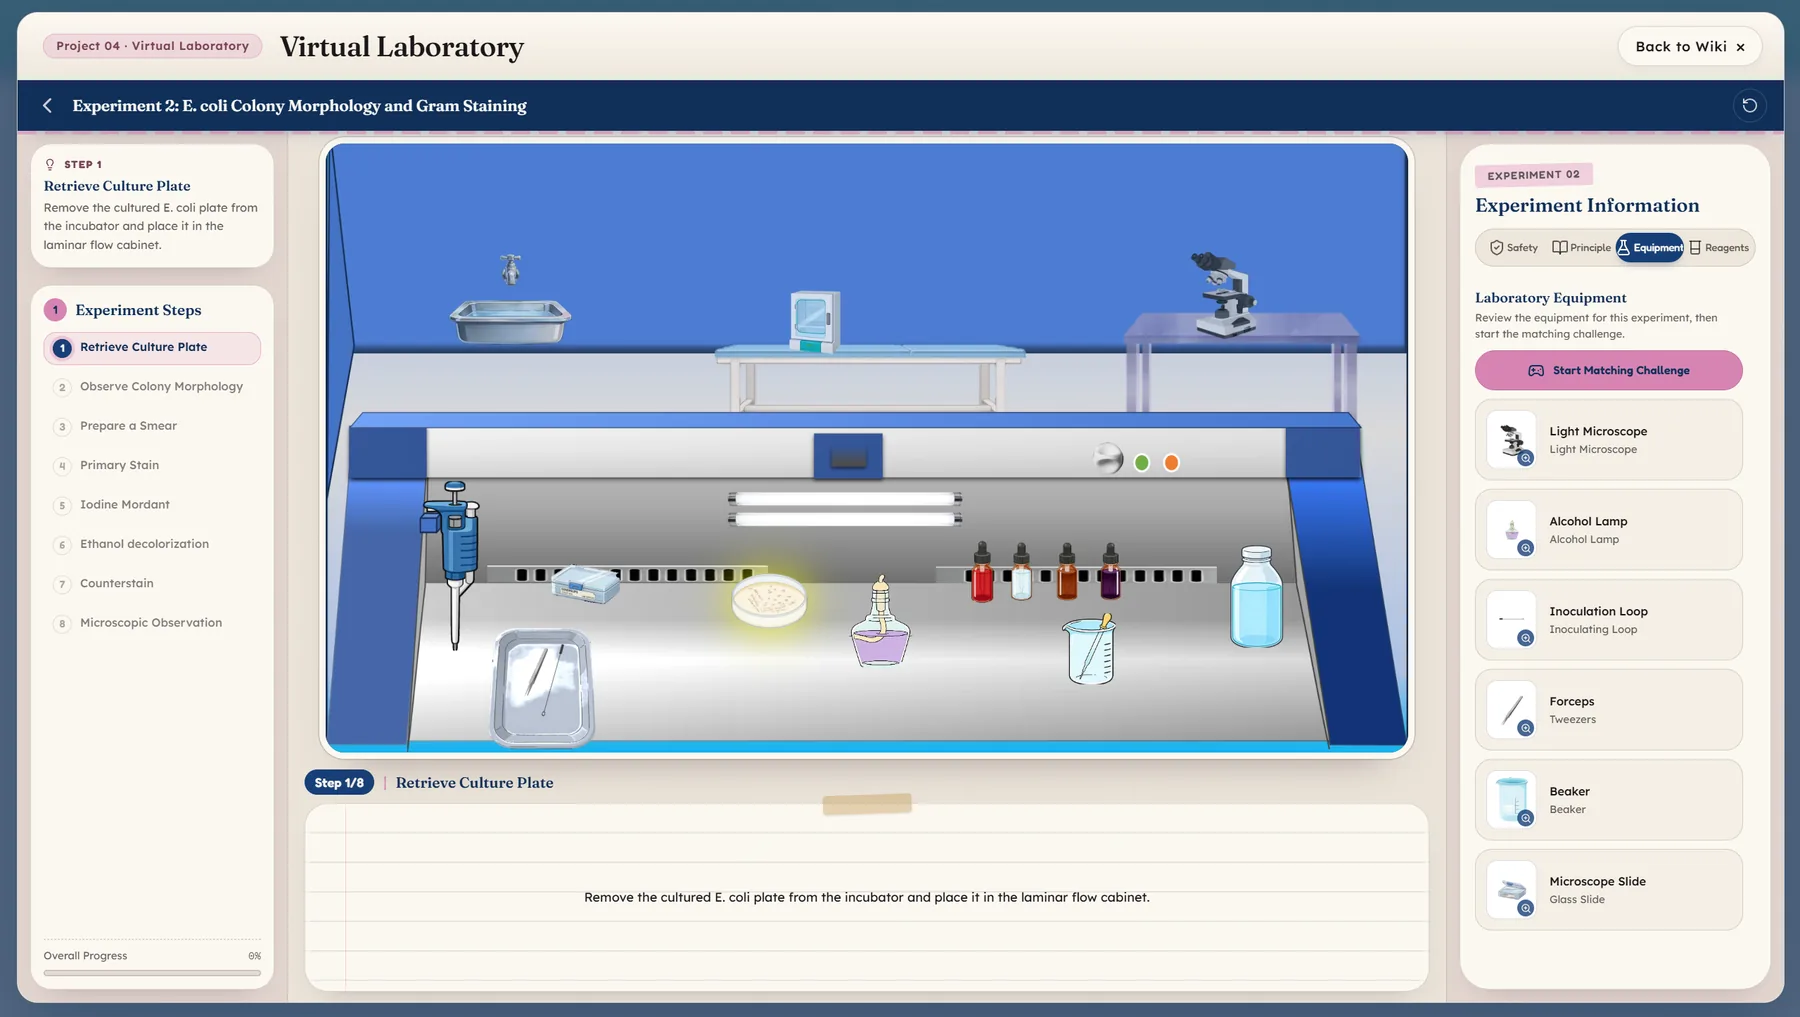 Project 04 · Virtual Laboratory
Virtual Laboratory
Back to Wiki ×
Experiment 2: E. coli Colony Morphology and Gram Staining
STEP 1
Retrieve Culture Plate
Remove the cultured E. coli plate from
the incubator and place it in the
laminar flow cabinet.
1 Experiment Steps
1 Retrieve Culture Plate
2 Observe Colony Morphology
3 Prepare a Smear
4 Primary Stain
5 Iodine Mordant
6 Ethanol decolorization
7 Counterstain
8 Microscopic Observation
Overall Progress 0%
Step 1/8 Retrieve Culture Plate
Remove the cultured E. coli plate from the incubator and place it in the laminar flow cabinet.
EXPERIMENT 02
Experiment Information
Safety Principle Equipment Reagents
Laboratory Equipment
Review the equipment for this experiment, then
start the matching challenge.
Start Matching Challenge
Light Microscope
Light Microscope
Alcohol Lamp
Alcohol Lamp
Inoculation Loop
Inoculating Loop
Forceps
Tweezers
Beaker
Beaker
Microscope Slide
Glass Slide